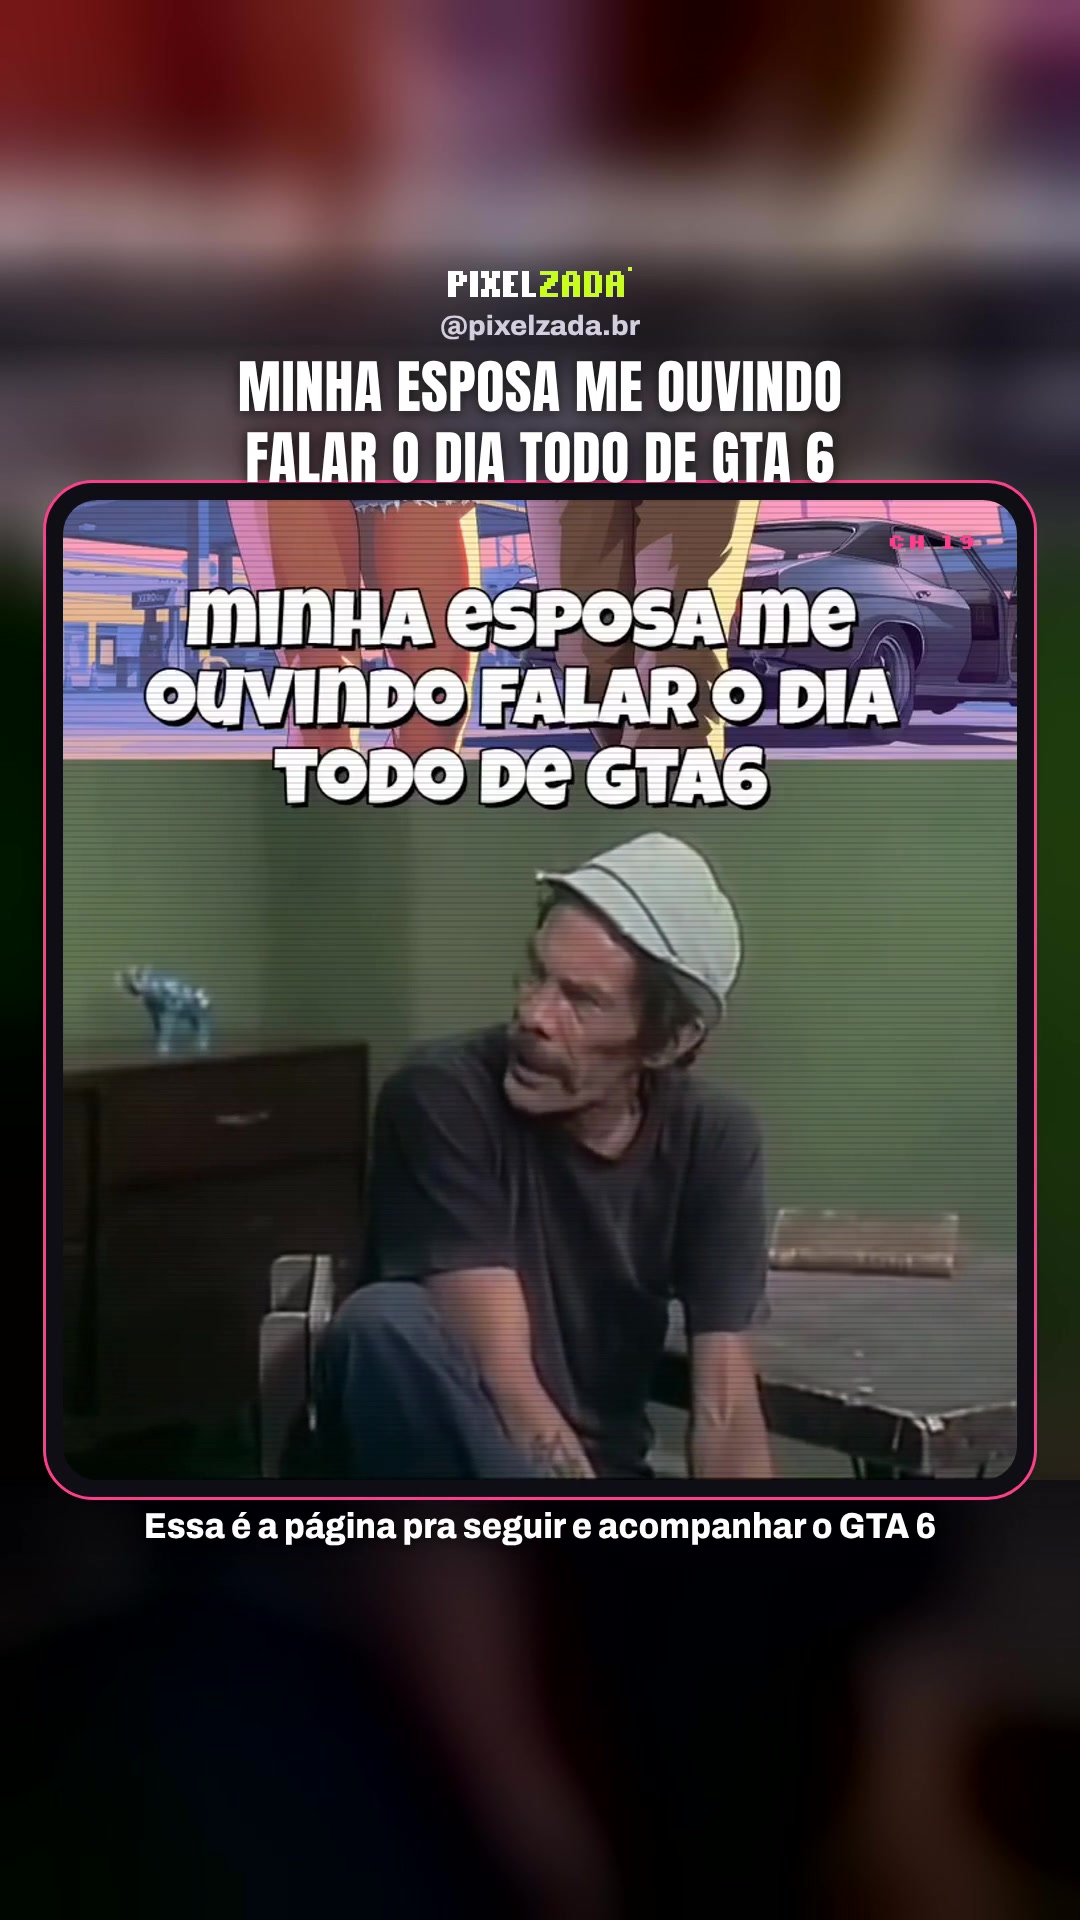 PIXELZADA
@pixelzada.br
MINHA ESPOSA ME OUVINDO
FALAR O DIA TODO DE GTA 6
CH 19
minha esposa me
ouvindo falar o dia
todo de GTA6
Essa é a página pra seguir e acompanhar o GTA 6